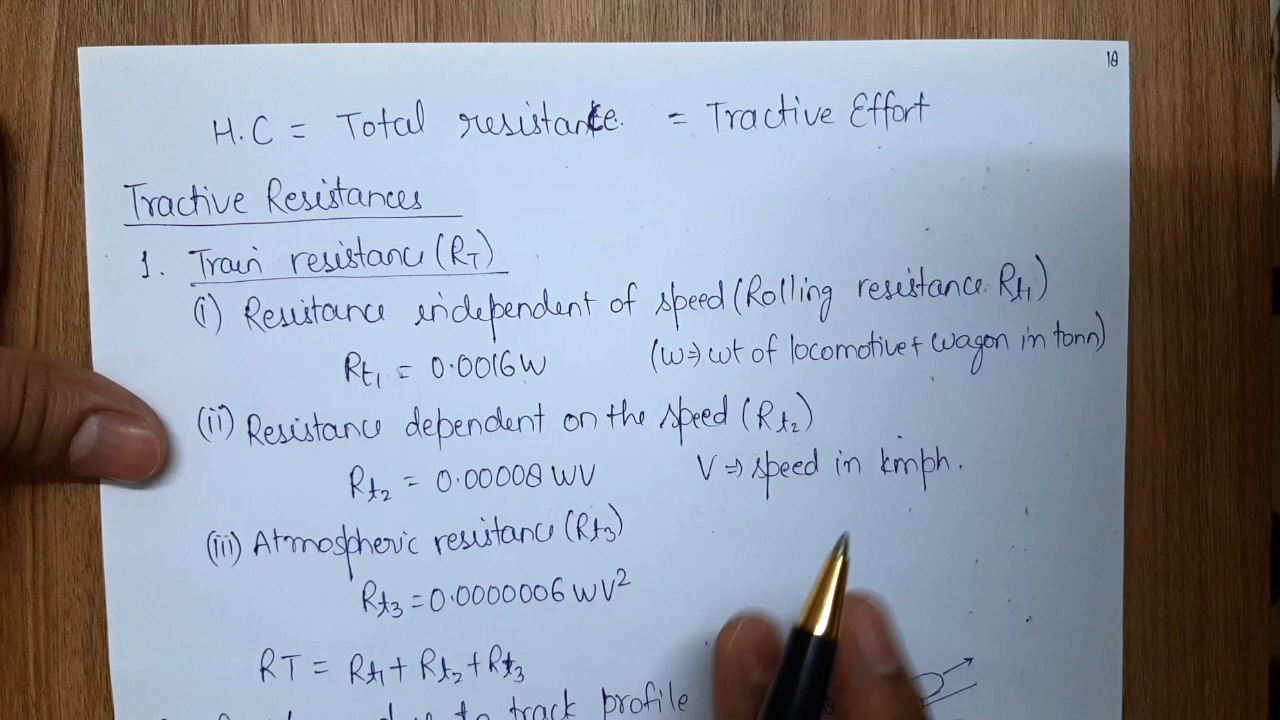 18
H.C = Total resistance = Tractive Effort
Tractive Resistances
1. Train resistance (RT)
(i) Resistance independent of speed (Rolling resistance Rt1)
Rt1 = 0.0016W (W⇒ wt of locomotive + Wagon in tonn)
(ii) Resistance dependent on the speed (Rt2)
Rt2 = 0.00008 WV V ⇒ speed in kmph.
(iii) Atmospheric resistance (Rt3)
Rt3 = 0.0000006 WV²
RT = Rt1 + Rt2 + Rt3
due to track profile